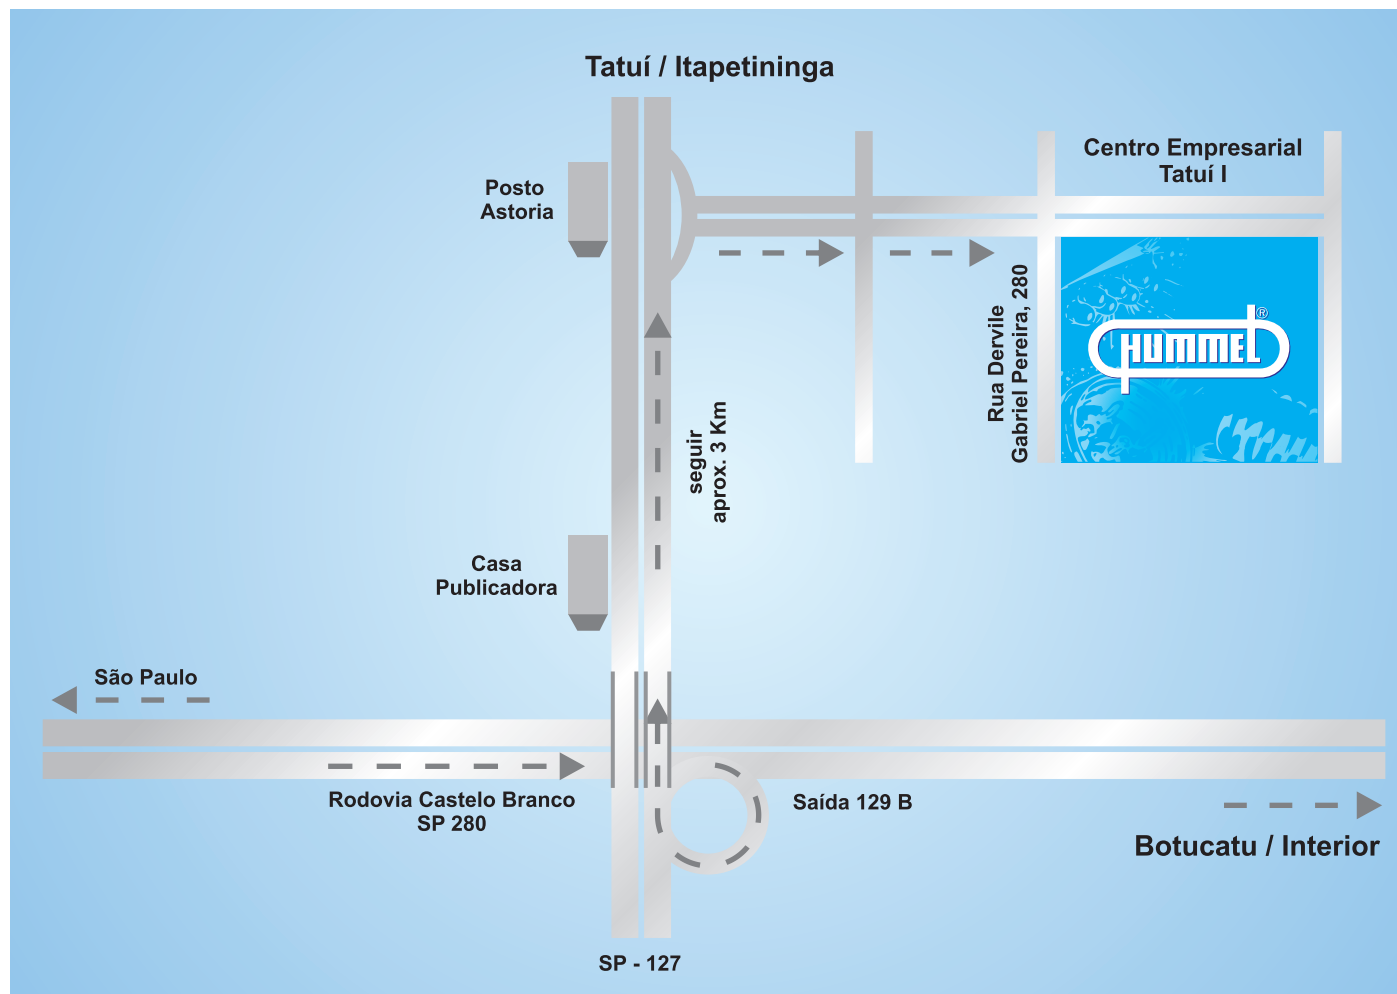 Tatuí / Itapetininga
Centro Empresarial
Tatuí I
Posto
Astoria
Rua Dervile
Gabriel Pereira, 280
HUMMEL®
seguir
aprox. 3 Km
Casa
Publicadora
São Paulo
Rodovia Castelo Branco
SP 280
Saída 129 B
Botucatu / Interior
SP - 127